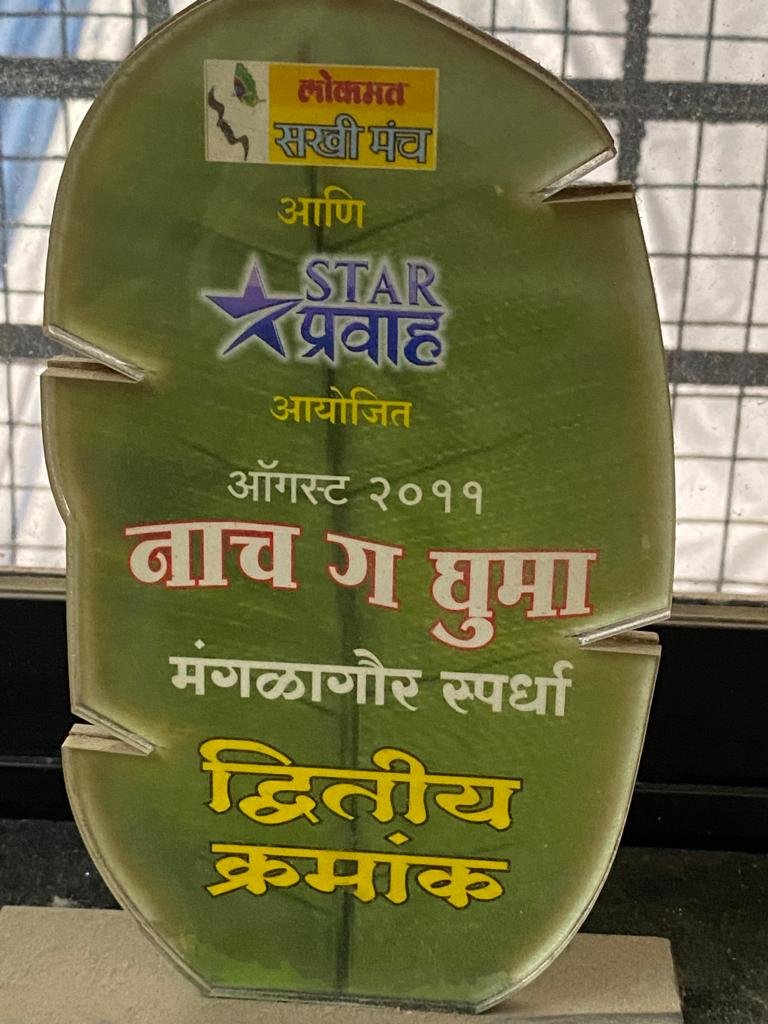 लोकमत
सखी मंच
आणि
STAR
प्रवाह
आयोजित
ऑगस्ट २०११
नाच ग घुमा
मंगळागौर स्पर्धा
द्वितीय
क्रमांक